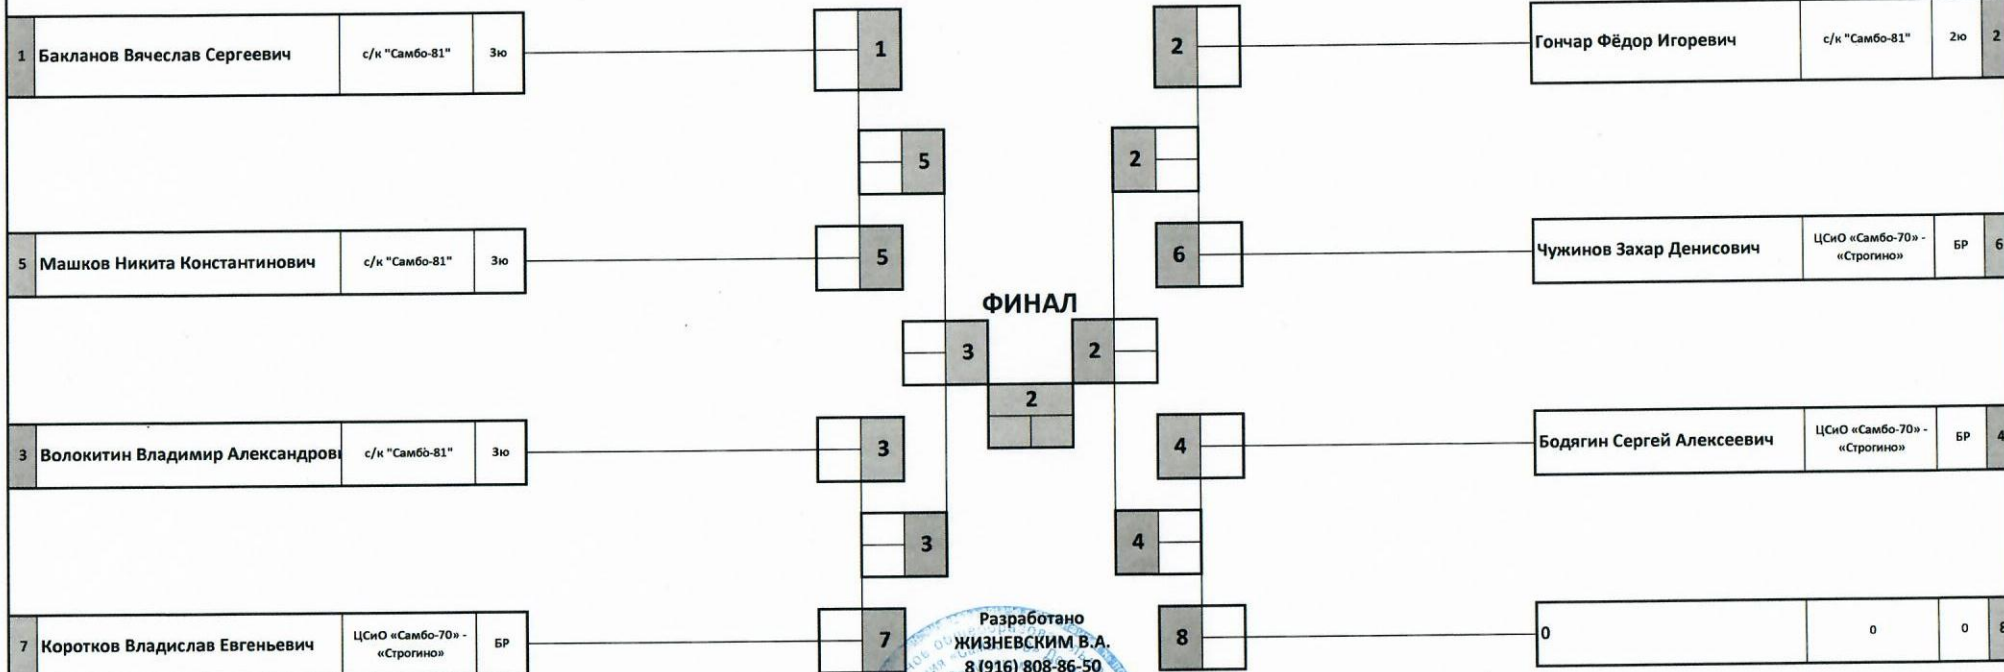 1 Бакланов Вячеслав Сергеевич с/к "Самбо-81" 3ю 1 2 Гончар Фёдор Игоревич с/к "Самбо-81" 2ю 2
5 2
5 Машков Никита Константинович с/к "Самбо-81" 3ю 5 6 Чужинов Захар Денисович ЦСиО «Самбо-70» - БР 6
«Строгино»
ФИНАЛ
3 2
2
3 Волокитин Владимир Александров с/к "Самбо-81" 3ю 3 4 Бодягин Сергей Алексеевич ЦСиО «Самбо-70» - БР 4
«Строгино»
3 4
7 Коротков Владислав Евгеньевич ЦСиО «Самбо-70» - БР 7 8 0 0 0 8
«Строгино»
Разработано
ЖИЗНЕВСКИМ В.А.
8 (916) 808-86-50